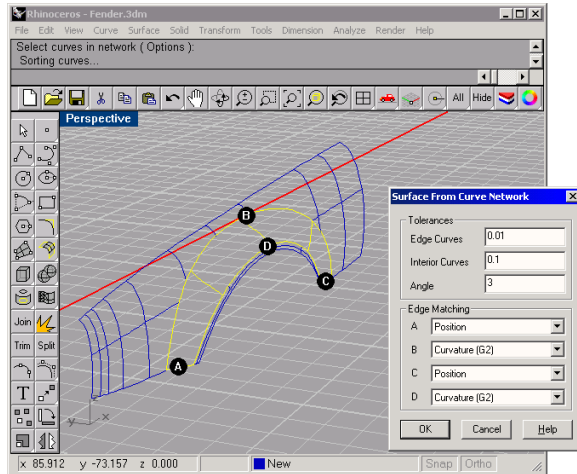 Rhinoceros - Fender.3dm
File Edit View Curve Surface Solid Transform Tools Dimension Analyze Render Help
Select curves in network ( Options ):
Sorting curves...
All Hide
Perspective
B
D
C
A
Join
Trim Split
T
y x
Surface From Curve Network
Tolerances
Edge Curves 0.01
Interior Curves 0.1
Angle 3
Edge Matching
A Position
B Curvature (G2)
C Position
D Curvature (G2)
OK Cancel Help
x 85.912 y -73.157 z 0.000 New Snap Ortho